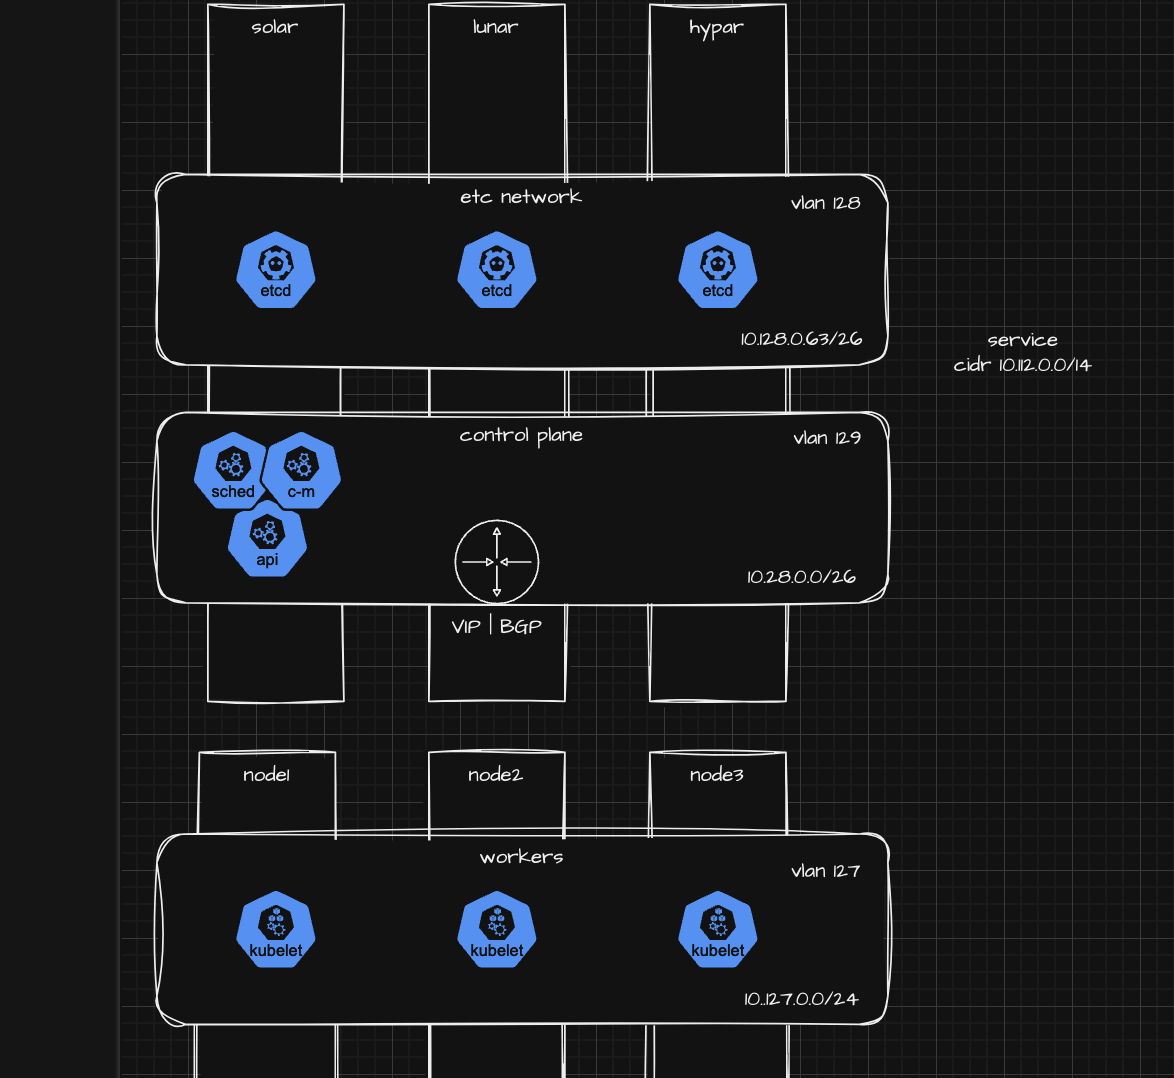 solar
lunar
hypar
etc network
vlan 128
etcd
etcd
etcd
10.128.0.63/26
service
cidr 10.112.0.0/14
control plane
vlan 129
sched
c-m
api
10.28.0.0/26
VIP | BGP
node1
node2
node3
workers
vlan 127
kubelet
kubelet
kubelet
10..127.0.0/24